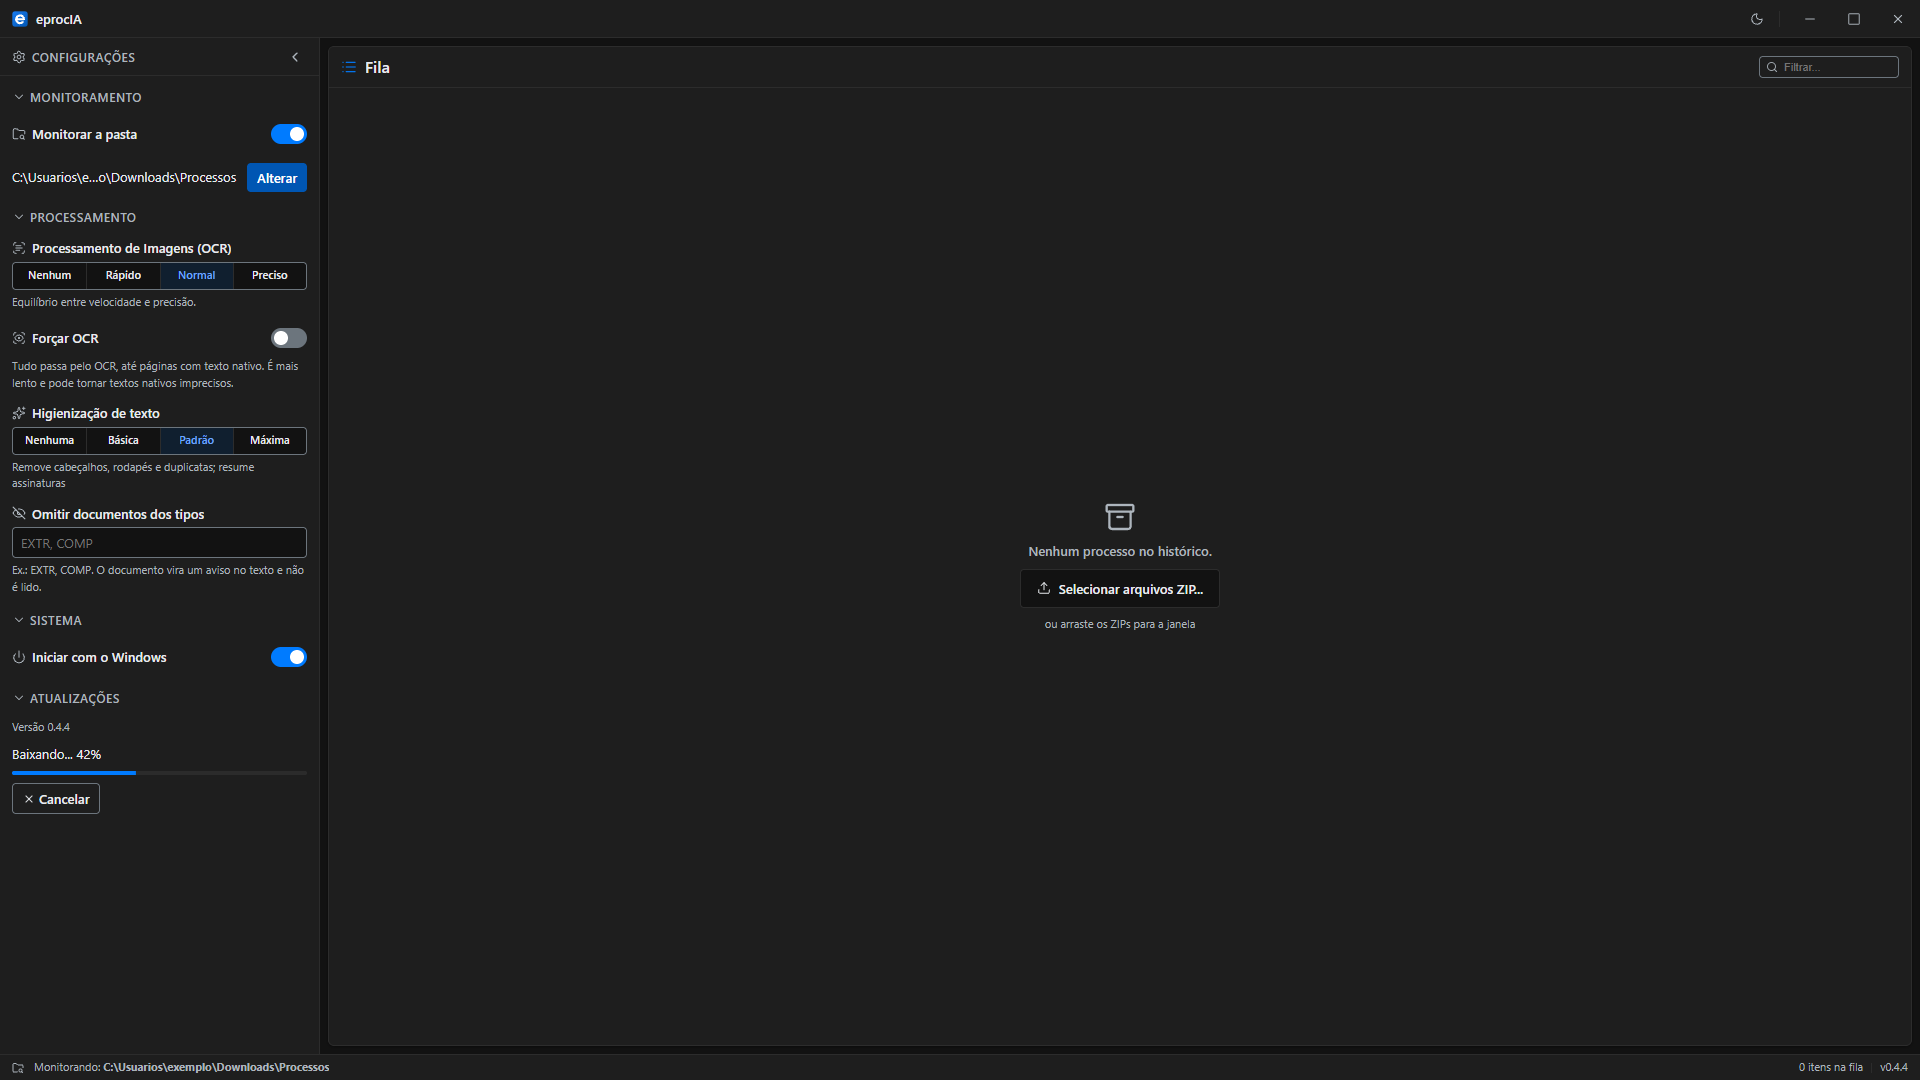 eprocIA
CONFIGURAÇÕES
MONITORAMENTO
Monitorar a pasta
C:\Usuarios\e...o\Downloads\Processos
Alterar
PROCESSAMENTO
Processamento de Imagens (OCR)
Nenhum Rápido Normal Preciso
Equilíbrio entre velocidade e precisão.
Forçar OCR
Tudo passa pelo OCR, até páginas com texto nativo. É mais
lento e pode tornar textos nativos imprecisos.
Higienização de texto
Nenhuma Básica Padrão Máxima
Remove cabeçalhos, rodapés e duplicatas; resume
assinaturas
Omitir documentos dos tipos
EXTR, COMP
Ex.: EXTR, COMP. O documento vira um aviso no texto e não
é lido.
SISTEMA
Iniciar com o Windows
ATUALIZAÇÕES
Versão 0.4.4
Baixando... 42%
Cancelar
Fila
Filtrar...
Nenhum processo no histórico.
Selecionar arquivos ZIP...
ou arraste os ZIPs para a janela
Monitorando: C:\Usuarios\exemplo\Downloads\Processos
0 itens na fila
v0.4.4